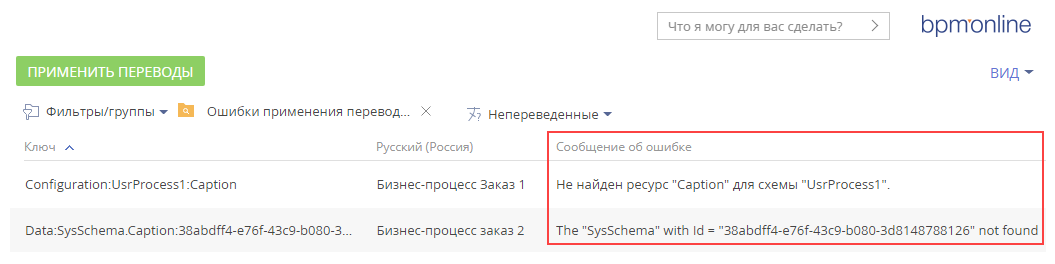 Что я могу для вас сделать?
bpmonline
ПРИМЕНИТЬ ПЕРЕВОДЫ
ВИД
Фильтры/группы Ошибки применения перевод... Непереведенные
Ключ Русский (Россия) Сообщение об ошибке
Configuration:UsrProcess1:Caption Бизнес-процесс Заказ 1 Не найден ресурс "Caption" для схемы "UsrProcess1".
Data:SysSchema.Caption:38abdff4-e76f-43c9-b080-3... Бизнес-процесс заказ 2 The "SysSchema" with Id = "38abdff4-e76f-43c9-b080-3d8148788126" not found